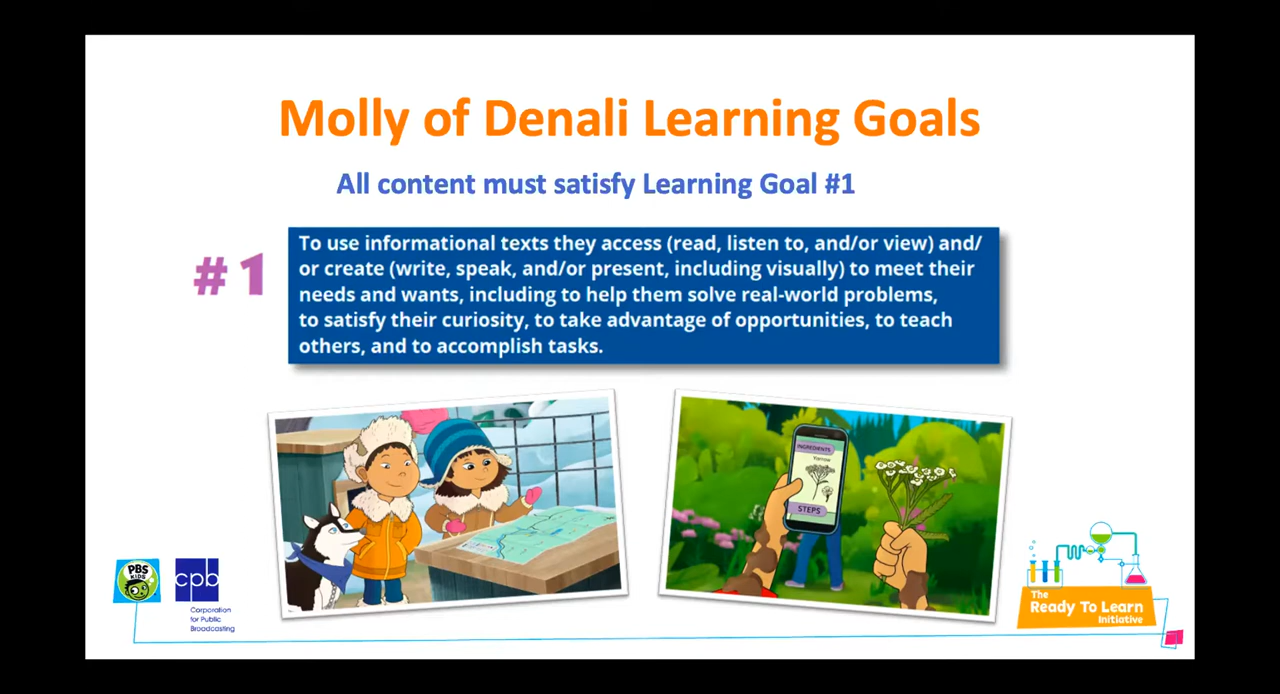 Molly of Denali Learning Goals
All content must satisfy Learning Goal #1
#1
To use informational texts they access (read, listen to, and/or view) and/
or create (write, speak, and/or present, including visually) to meet their
needs and wants, including to help them solve real-world problems,
to satisfy their curiosity, to take advantage of opportunities, to teach
others, and to accomplish tasks.
INGREDIENTS
Yarrow
STEPS
PBS
KIDS
cpb
Corporation
for Public
Broadcasting
The
Ready To Learn
Initiative